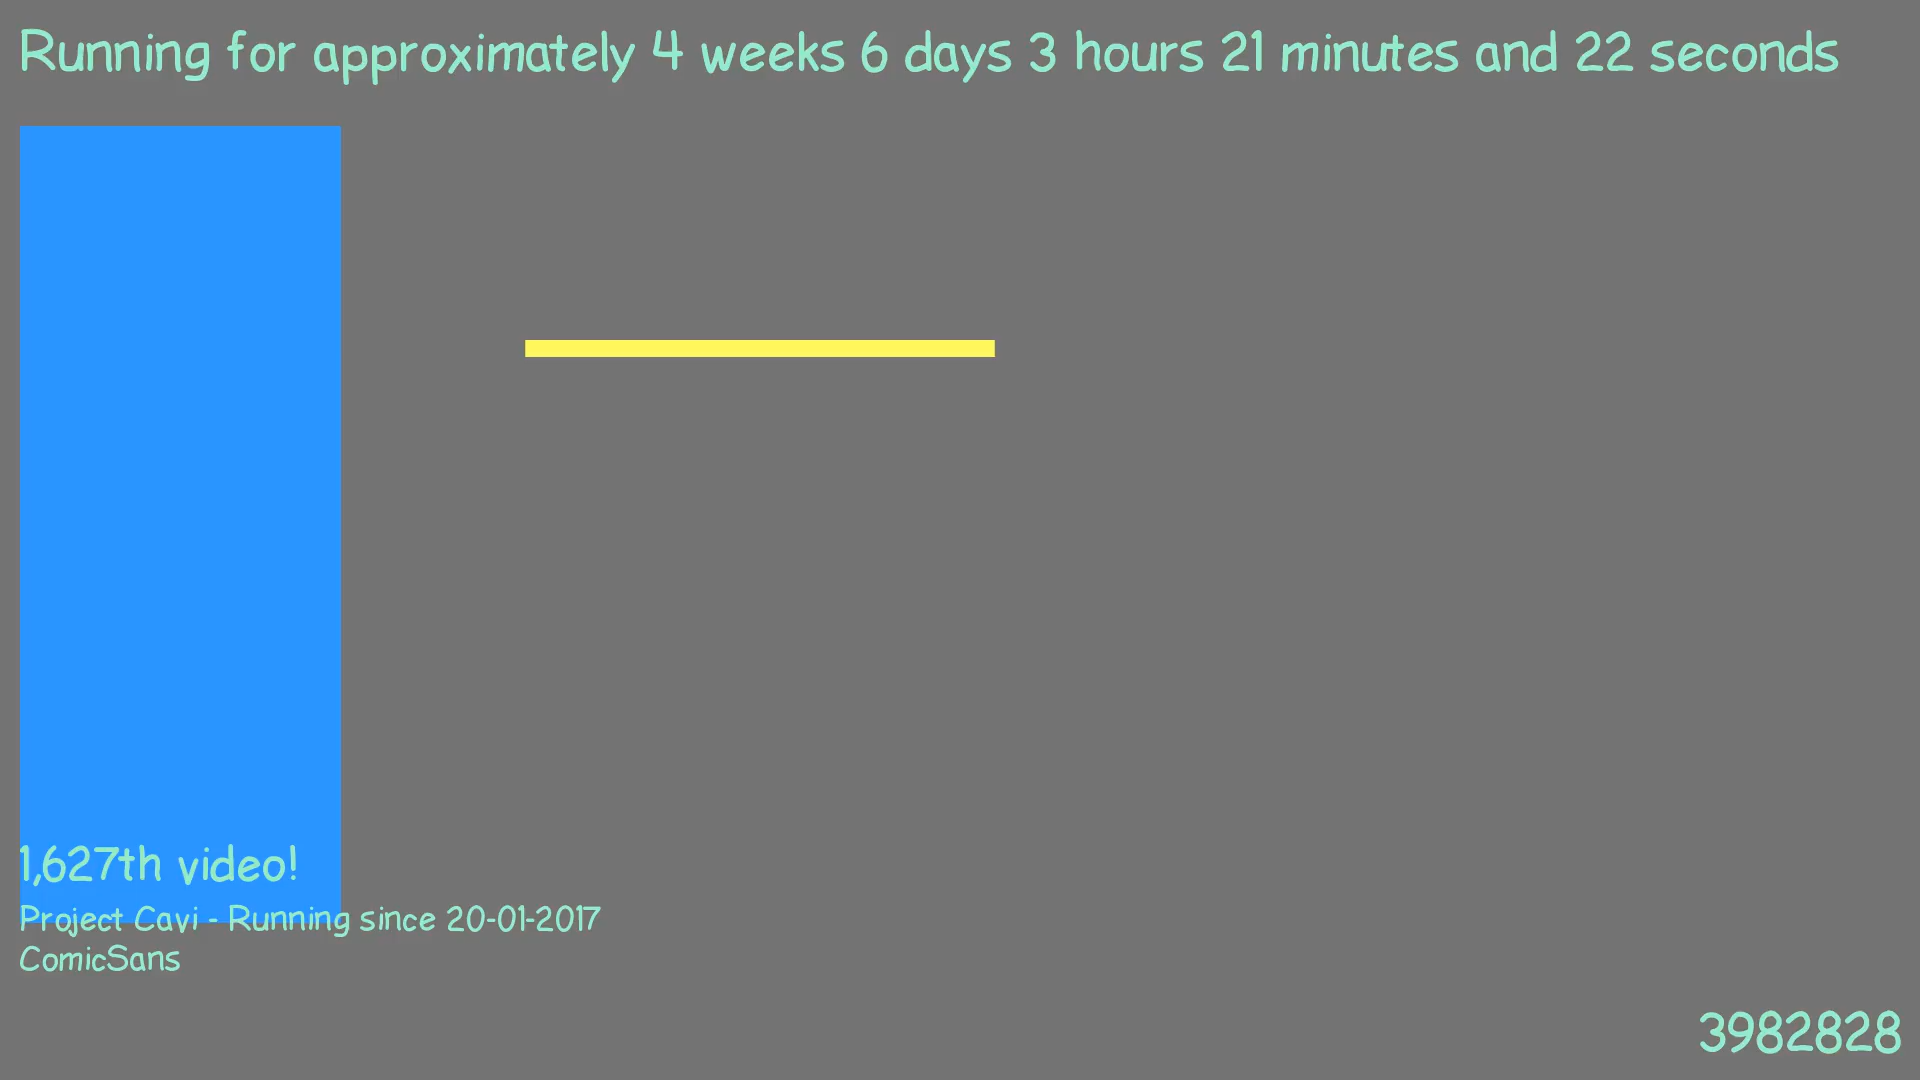 Running for approximately 4 weeks 6 days 3 hours 21 minutes and 22 seconds
1,627th video!
Project Cavi - Running since 20-01-2017
ComicSans
3982828